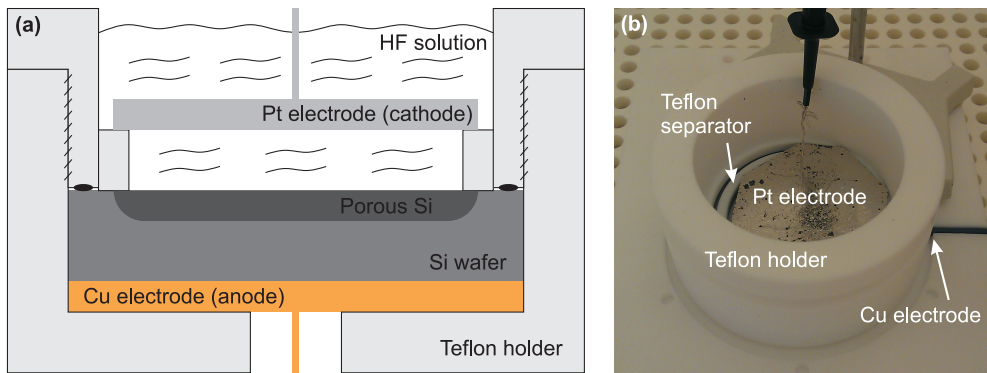 (a)
HF solution
Pt electrode (cathode)
Porous Si
Si wafer
Cu electrode (anode)
Teflon holder
(b)
Teflon
separator
Pt electrode
Teflon holder
Cu electrode